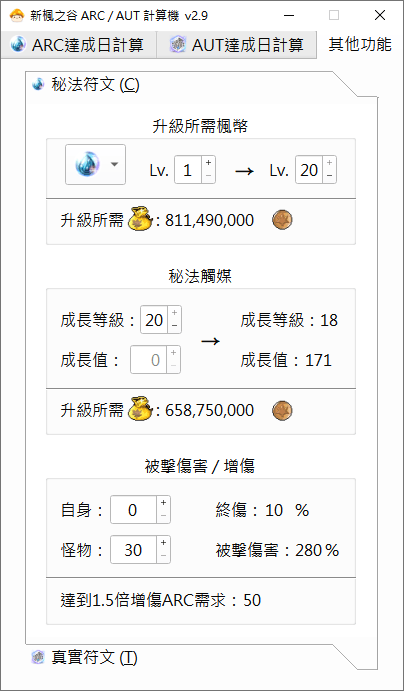 新楓之谷 ARC / AUT 計算機 v2.9
ARC達成日計算 AUT達成日計算 其他功能
秘法符文 (C)
升級所需楓幣
Lv. 1 → Lv. 20
升級所需 : 811,490,000
秘法觸媒
成長等級 : 20 → 成長等級 : 18
成長值 : 0 成長值 : 171
升級所需 : 658,750,000
被擊傷害 / 增傷
自身 : 0 終傷 : 10 %
怪物 : 30 被擊傷害 : 280 %
達到1.5倍增傷ARC需求 : 50
真實符文 (T)